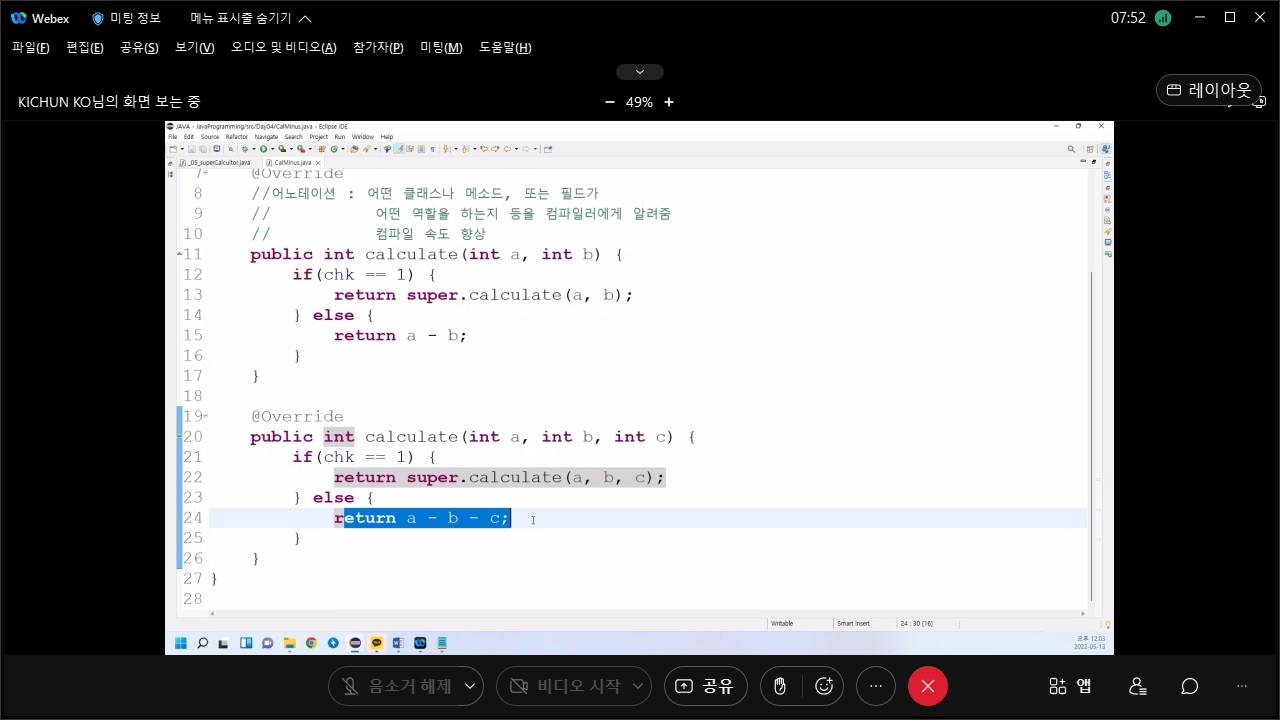 Webex 미팅 정보 메뉴 표시줄 숨기기 07:52
파일(F) 편집(E) 공유(S) 보기(V) 오디오 및 비디오(A) 참가자(P) 미팅(M) 도움말(H)
KICHUN KO님의 화면 보는 중 − 49% + 레이아웃
JAVA - JavaProgramming/src/Day04/CalMinus.java - Eclipse IDE
File Edit Source Refactor Navigate Search Project Run Window Help
_05_superCalcultor.java CalMinus.java
7 @Override
8 //어노테이션 : 어떤 클래스나 메소드, 또는 필드가
9 // 어떤 역할을 하는지 등을 컴파일러에게 알려줌
10 // 컴파일 속도 향상
11 public int calculate(int a, int b) {
12 if(chk == 1) {
13 return super.calculate(a, b);
14 } else {
15 return a - b;
16 }
17 }
18
19 @Override
20 public int calculate(int a, int b, int c) {
21 if(chk == 1) {
22 return super.calculate(a, b, c);
23 } else {
24 return a - b - c;
25 }
26 }
27 }
28
Writable Smart Insert 24 : 30 [16]
오후 12:03
2022-05-13
음소거 해제 비디오 시작 공유 앱